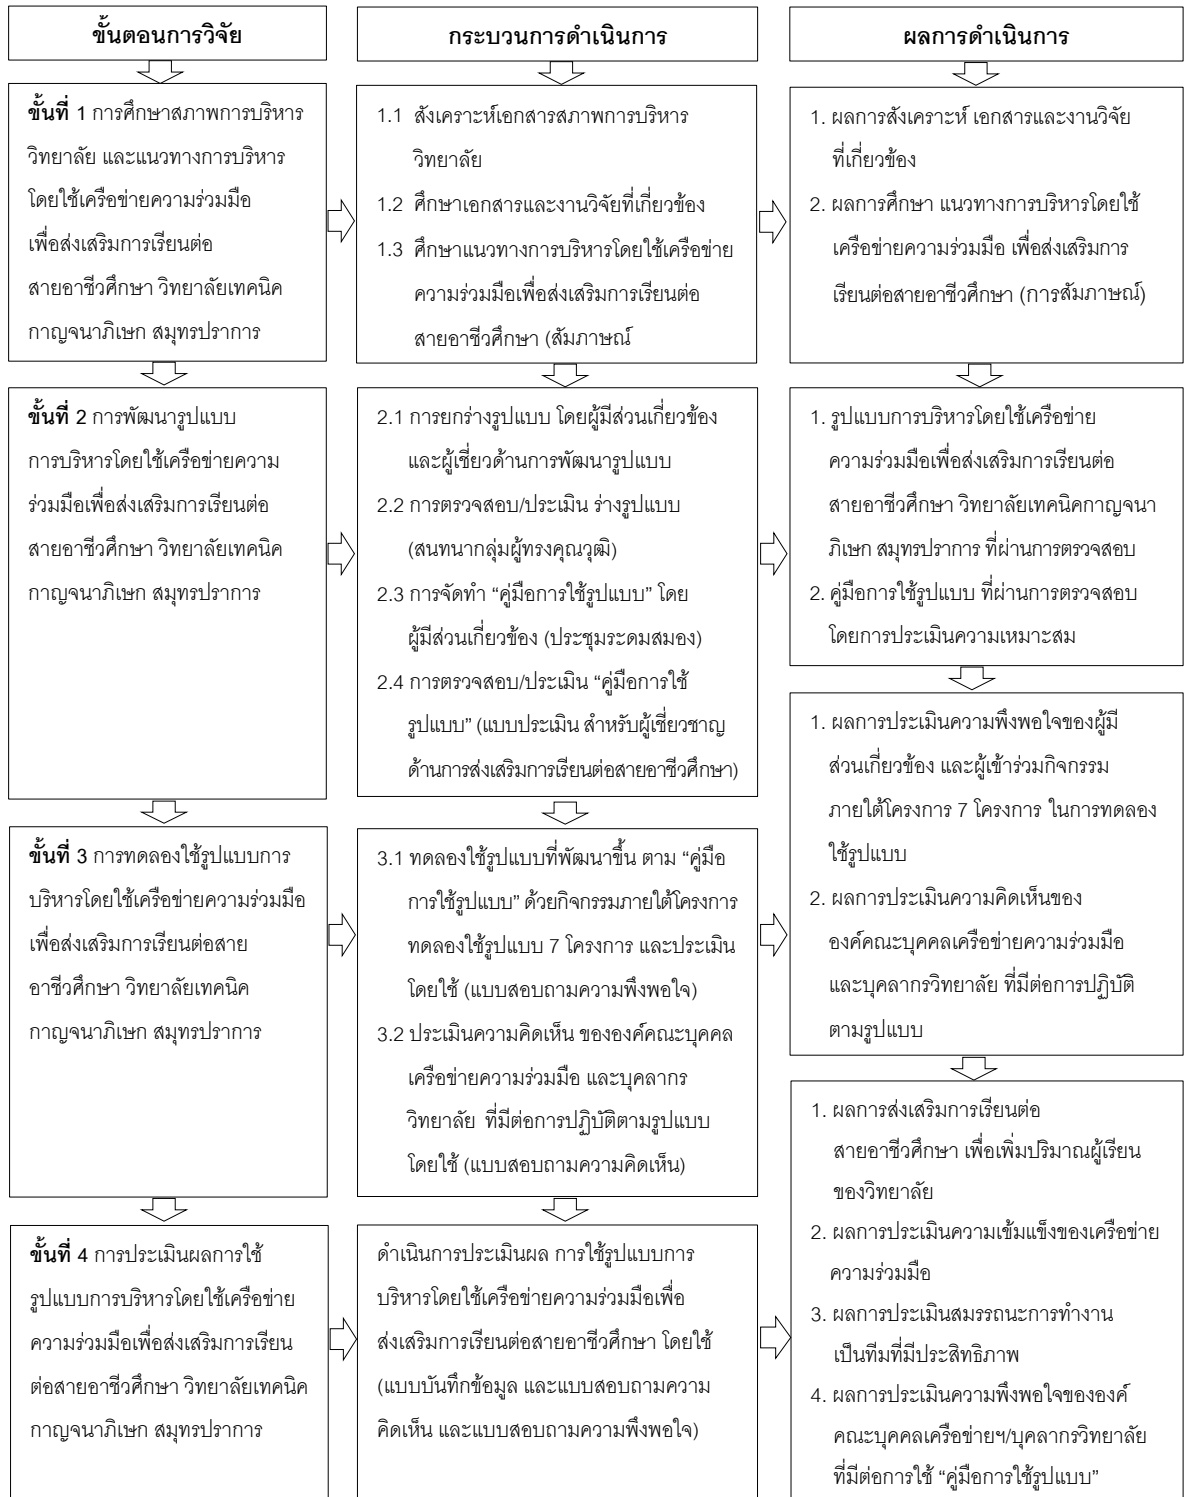 ขั้นตอนการวิจัย
กระบวนการดำเนินการ
ผลการดำเนินการ
ขั้นที่ 1 การศึกษาสภาพการบริหาร
วิทยาลัย และแนวทางการบริหาร
โดยใช้เครือข่ายความร่วมมือ
เพื่อส่งเสริมการเรียนต่อ
สายอาชีวศึกษา วิทยาลัยเทคนิค
กาญจนาภิเษก สมุทรปราการ
1.1 สังเคราะห์เอกสารสภาพการบริหาร
วิทยาลัย
1.2 ศึกษาเอกสารและงานวิจัยที่เกี่ยวข้อง
1.3 ศึกษาแนวทางการบริหารโดยใช้เครือข่าย
ความร่วมมือเพื่อส่งเสริมการเรียนต่อ
สายอาชีวศึกษา (สัมภาษณ์
1. ผลการสังเคราะห์ เอกสารและงานวิจัย
ที่เกี่ยวข้อง
2. ผลการศึกษา แนวทางการบริหารโดยใช้
เครือข่ายความร่วมมือ เพื่อส่งเสริมการ
เรียนต่อสายอาชีวศึกษา (การสัมภาษณ์)
ขั้นที่ 2 การพัฒนารูปแบบ
การบริหารโดยใช้เครือข่ายความ
ร่วมมือเพื่อส่งเสริมการเรียนต่อ
สายอาชีวศึกษา วิทยาลัยเทคนิค
กาญจนาภิเษก สมุทรปราการ
2.1 การยกร่างรูปแบบ โดยผู้มีส่วนเกี่ยวข้อง
และผู้เชี่ยวด้านการพัฒนารูปแบบ
2.2 การตรวจสอบ/ประเมิน ร่างรูปแบบ
(สนทนากลุ่มผู้ทรงคุณวุฒิ)
2.3 การจัดทำ “คู่มือการใช้รูปแบบ” โดย
ผู้มีส่วนเกี่ยวข้อง (ประชุมระดมสมอง)
2.4 การตรวจสอบ/ประเมิน “คู่มือการใช้
รูปแบบ” (แบบประเมิน สำหรับผู้เชี่ยวชาญ
ด้านการส่งเสริมการเรียนต่อสายอาชีวศึกษา)
1. รูปแบบการบริหารโดยใช้เครือข่าย
ความร่วมมือเพื่อส่งเสริมการเรียนต่อ
สายอาชีวศึกษา วิทยาลัยเทคนิคกาญจนา
ภิเษก สมุทรปราการ ที่ผ่านการตรวจสอบ
2. คู่มือการใช้รูปแบบ ที่ผ่านการตรวจสอบ
โดยการประเมินความเหมาะสม
ขั้นที่ 3 การทดลองใช้รูปแบบการ
บริหารโดยใช้เครือข่ายความร่วมมือ
เพื่อส่งเสริมการเรียนต่อสาย
อาชีวศึกษา วิทยาลัยเทคนิค
กาญจนาภิเษก สมุทรปราการ
3.1 ทดลองใช้รูปแบบที่พัฒนาขึ้น ตาม “คู่มือ
การใช้รูปแบบ” ด้วยกิจกรรมภายใต้โครงการ
ทดลองใช้รูปแบบ 7 โครงการ และประเมิน
โดยใช้ (แบบสอบถามความพึงพอใจ)
3.2 ประเมินความคิดเห็น ขององค์คณะบุคคล
เครือข่ายความร่วมมือ และบุคลากร
วิทยาลัย ที่มีต่อการปฏิบัติตามรูปแบบ
โดยใช้ (แบบสอบถามความคิดเห็น)
1. ผลการประเมินความพึงพอใจของผู้มี
ส่วนเกี่ยวข้อง และผู้เข้าร่วมกิจกรรม
ภายใต้โครงการ 7 โครงการ ในการทดลอง
ใช้รูปแบบ
2. ผลการประเมินความคิดเห็นของ
องค์คณะบุคคลเครือข่ายความร่วมมือ
และบุคลากรวิทยาลัย ที่มีต่อการปฏิบัติ
ตามรูปแบบ
ขั้นที่ 4 การประเมินผลการใช้
รูปแบบการบริหารโดยใช้เครือข่าย
ความร่วมมือเพื่อส่งเสริมการเรียน
ต่อสายอาชีวศึกษา วิทยาลัยเทคนิค
กาญจนาภิเษก สมุทรปราการ
ดำเนินการประเมินผล การใช้รูปแบบการ
บริหารโดยใช้เครือข่ายความร่วมมือเพื่อ
ส่งเสริมการเรียนต่อสายอาชีวศึกษา โดยใช้
(แบบบันทึกข้อมูล และแบบสอบถามความ
คิดเห็น และแบบสอบถามความพึงพอใจ)
1. ผลการส่งเสริมการเรียนต่อ
สายอาชีวศึกษา เพื่อเพิ่มปริมาณผู้เรียน
ของวิทยาลัย
2. ผลการประเมินความเข้มแข็งของเครือข่าย
ความร่วมมือ
3. ผลการประเมินสมรรถนะการทำงาน
เป็นทีมที่มีประสิทธิภาพ
4. ผลการประเมินความพึงพอใจขององค์
คณะบุคคลเครือข่ายฯ/บุคลากรวิทยาลัย
ที่มีต่อการใช้ “คู่มือการใช้รูปแบบ”